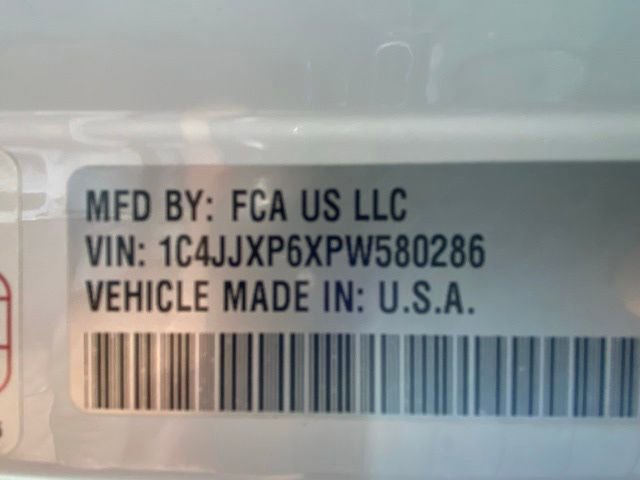 MFD BY: FCA US LLC
VIN: 1C4JJXP6XPW580286
VEHICLE MADE IN: U.S.A.